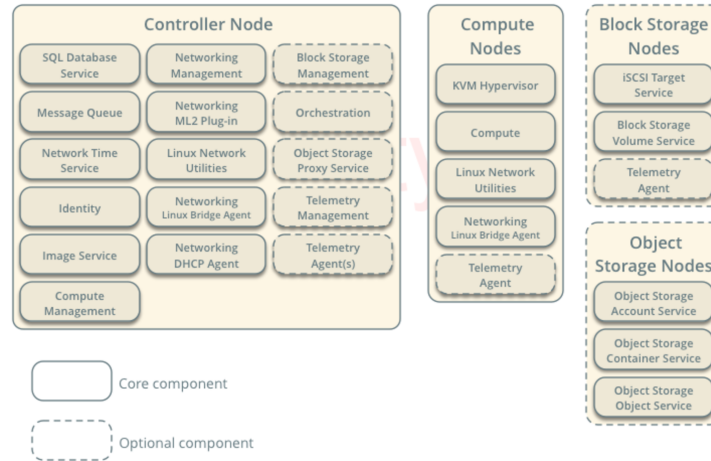 Controller Node
SQL Database
Service
Networking
Management
Block Storage
Management
Message Queue
Networking
ML2 Plug-in
Orchestration
Network Time
Service
Linux Network
Utilities
Object Storage
Proxy Service
Identity
Networking
Linux Bridge Agent
Telemetry
Management
Image Service
Networking
DHCP Agent
Telemetry
Agent(s)
Compute
Management
Compute
Nodes
KVM Hypervisor
Compute
Linux Network
Utilities
Networking
Linux Bridge Agent
Telemetry
Agent
Block Storage
Nodes
iSCSI Target
Service
Block Storage
Volume Service
Telemetry
Agent
Object
Storage Nodes
Object Storage
Account Service
Object Storage
Container Service
Object Storage
Object Service
Core component
Optional component